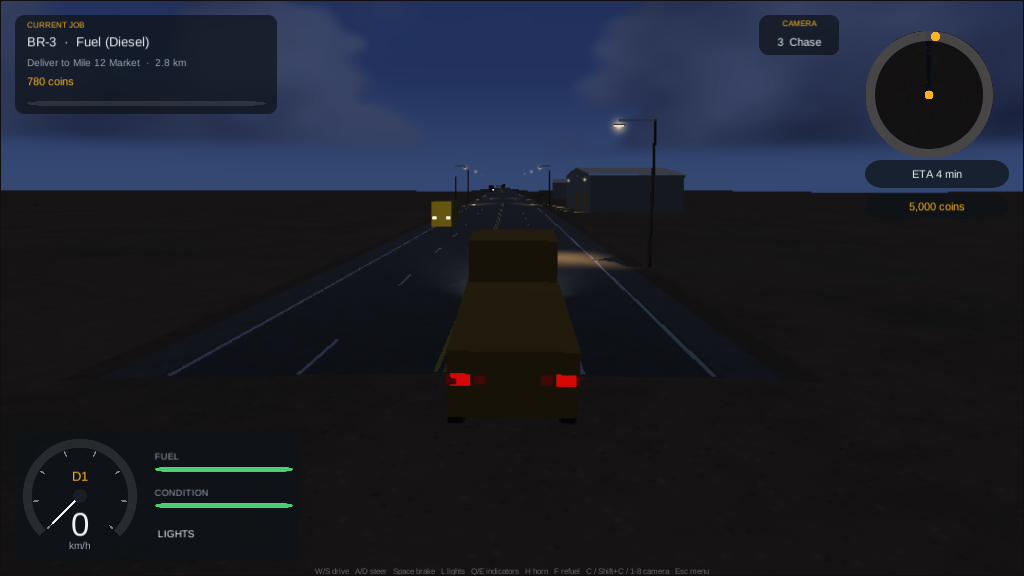 CURRENT JOB
BR-3 · Fuel (Diesel)
Deliver to Mile 12 Market · 2.8 km
780 coins
CAMERA
3 Chase
ETA 4 min
5,000 coins
D1
0
km/h
FUEL
CONDITION
LIGHTS
W/S drive A/D steer Space brake L lights Q/E indicators H horn F refuel C / Shift+C / 1-8 camera Esc menu